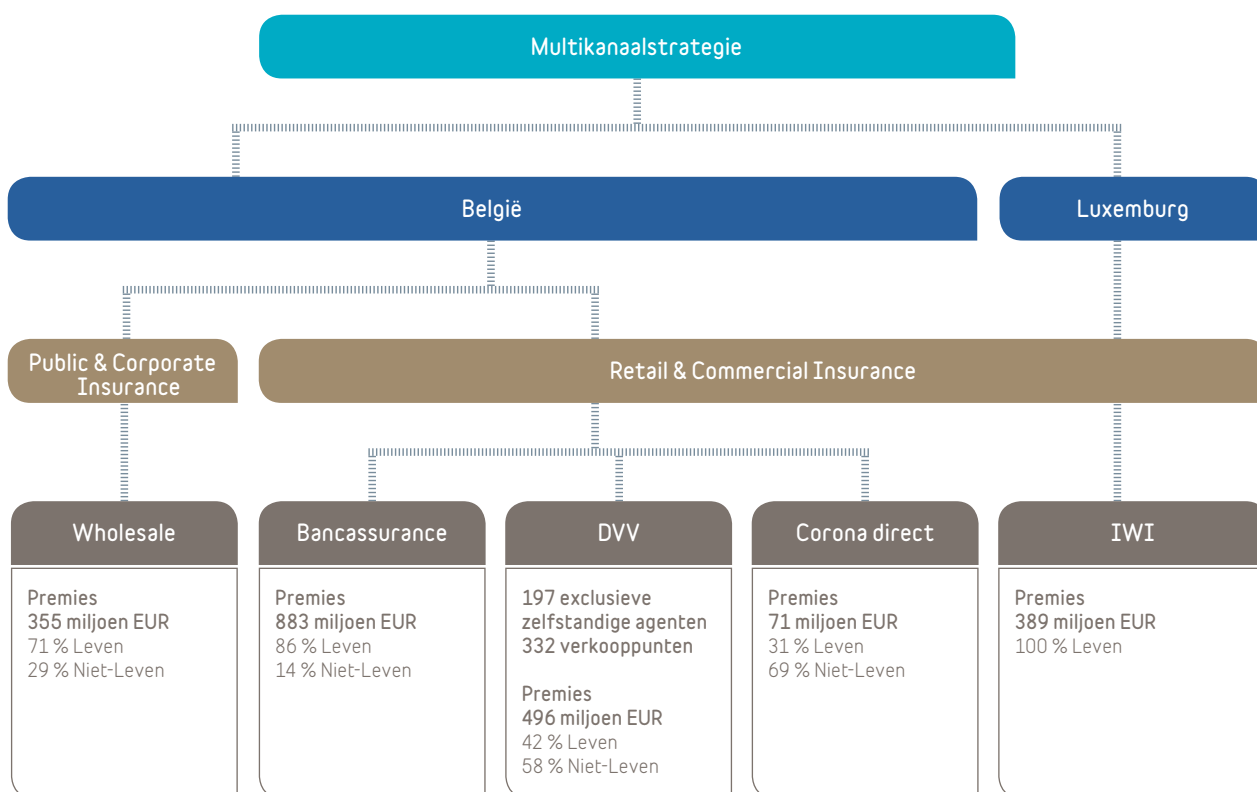 Multikanaalstrategie
België
Luxemburg
Public & Corporate
Insurance
Retail & Commercial Insurance
Wholesale
Premies
355 miljoen EUR
71 % Leven
29 % Niet-Leven
Bancassurance
Premies
883 miljoen EUR
86 % Leven
14 % Niet-Leven
DVV
197 exclusieve
zelfstandige agenten
332 verkooppunten
Premies
496 miljoen EUR
42 % Leven
58 % Niet-Leven
Corona direct
Premies
71 miljoen EUR
31 % Leven
69 % Niet-Leven
IWI
Premies
389 miljoen EUR
100 % Leven